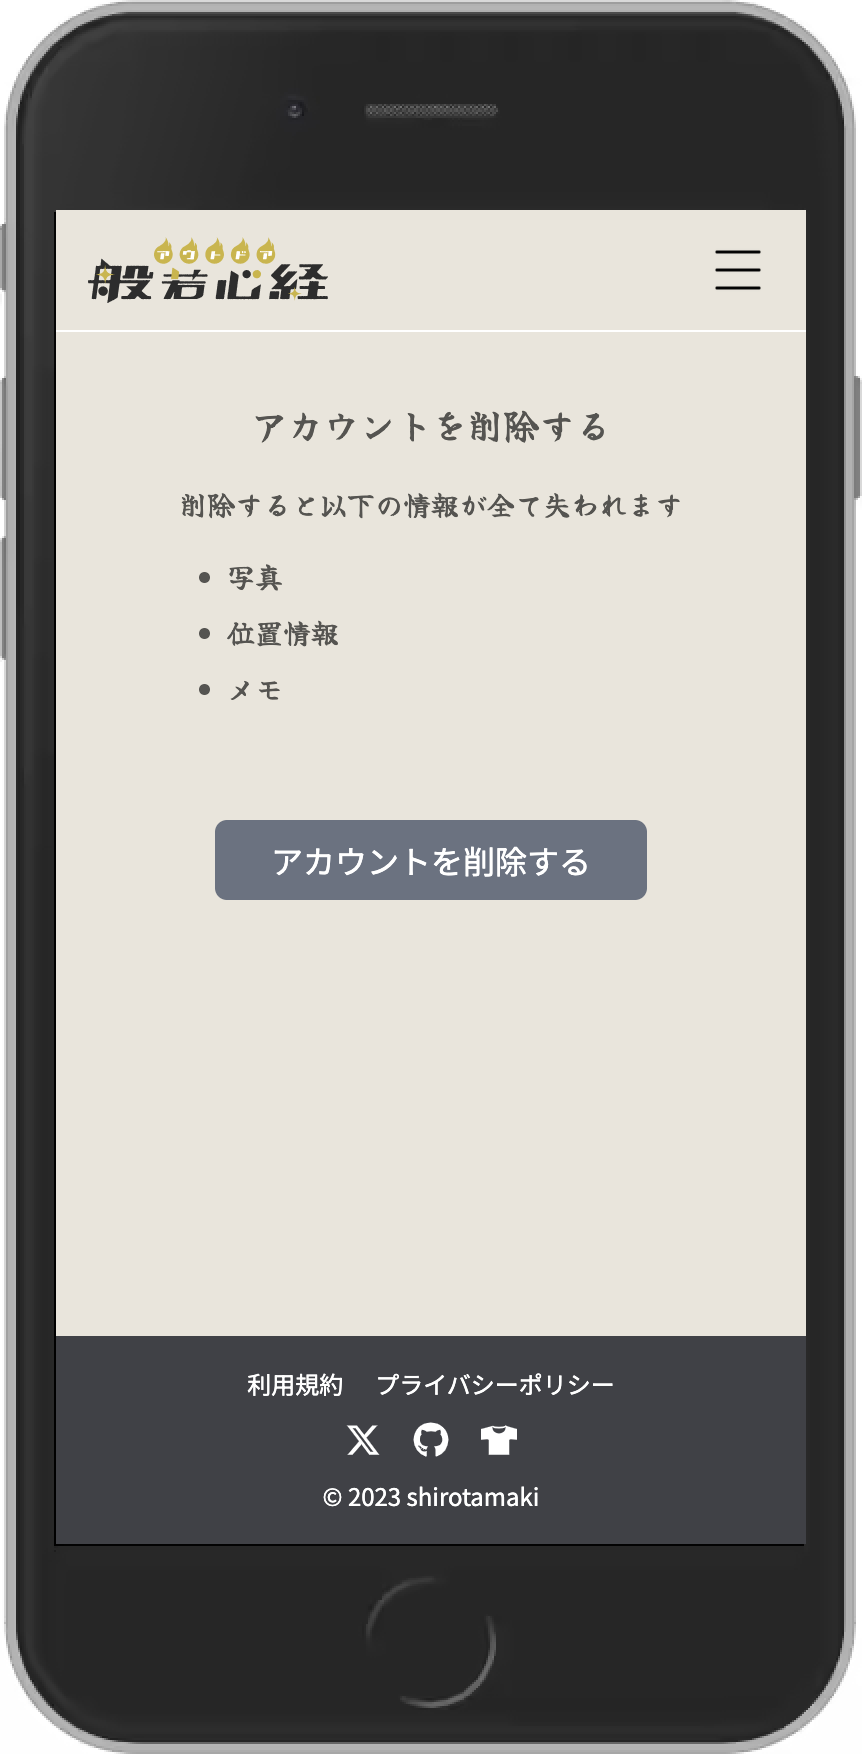 アウトドア
般若心経
アカウントを削除する
削除すると以下の情報が全て失われます
写真
位置情報
メモ
アカウントを削除する
利用規約 プライバシーポリシー
© 2023 shirotamaki